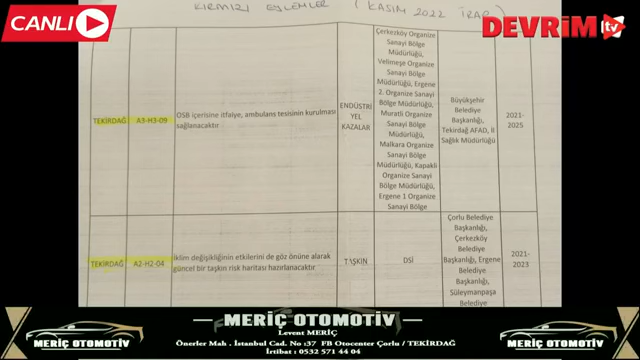 CANLI
KIRMIZI EYLEMLER ( KASIM 2022 İRAP )
DEVRİM tv
TEKİRDAĞ
A3-H3-09
OSB içerisine itfaiye, ambulans tesisinin kurulması
sağlanacaktır
ENDÜSTRİ
YEL
KAZALAR
Çerkezköy Organize
Sanayi Bölge
Müdürlüğü,
Velimeşe Organize
Sanayi Bölge
Müdürlüğü, Ergene
2. Organize Sanayi
Bölge Müdürlüğü,
Muratlı Organize
Sanayi Bölge
Müdürlüğü,
Malkara Organize
Sanayi Bölge
Müdürlüğü, Kapaklı
Organize Sanayi
Bölge Müdürlüğü,
Ergene 1 Organize
Sanayi Bölge
Büyükşehir
Belediye
Başkanlığı,
Tekirdağ AFAD, İl
Sağlık Müdürlüğü
2021-
2025
TEKİRDAĞ
A2-H2-04
İklim değişikliğinin etkilerini de göz önüne alarak
güncel bir taşkın risk haritası hazırlanacaktır
TAŞKIN
DSİ
Çorlu Belediye
Başkanlığı,
Çerkezköy
Belediye
Başkanlığı, Ergene
Belediye
Başkanlığı,
Süleymanpaşa
Belediye
2021-
2023
MERİÇ OTOMOTİV
Levent MERİÇ
Önerler Mah . İstanbul Cad. No :37 FB Otocenter Çorlu / TEKİRDAĞ
İrtibat : 0532 571 44 04